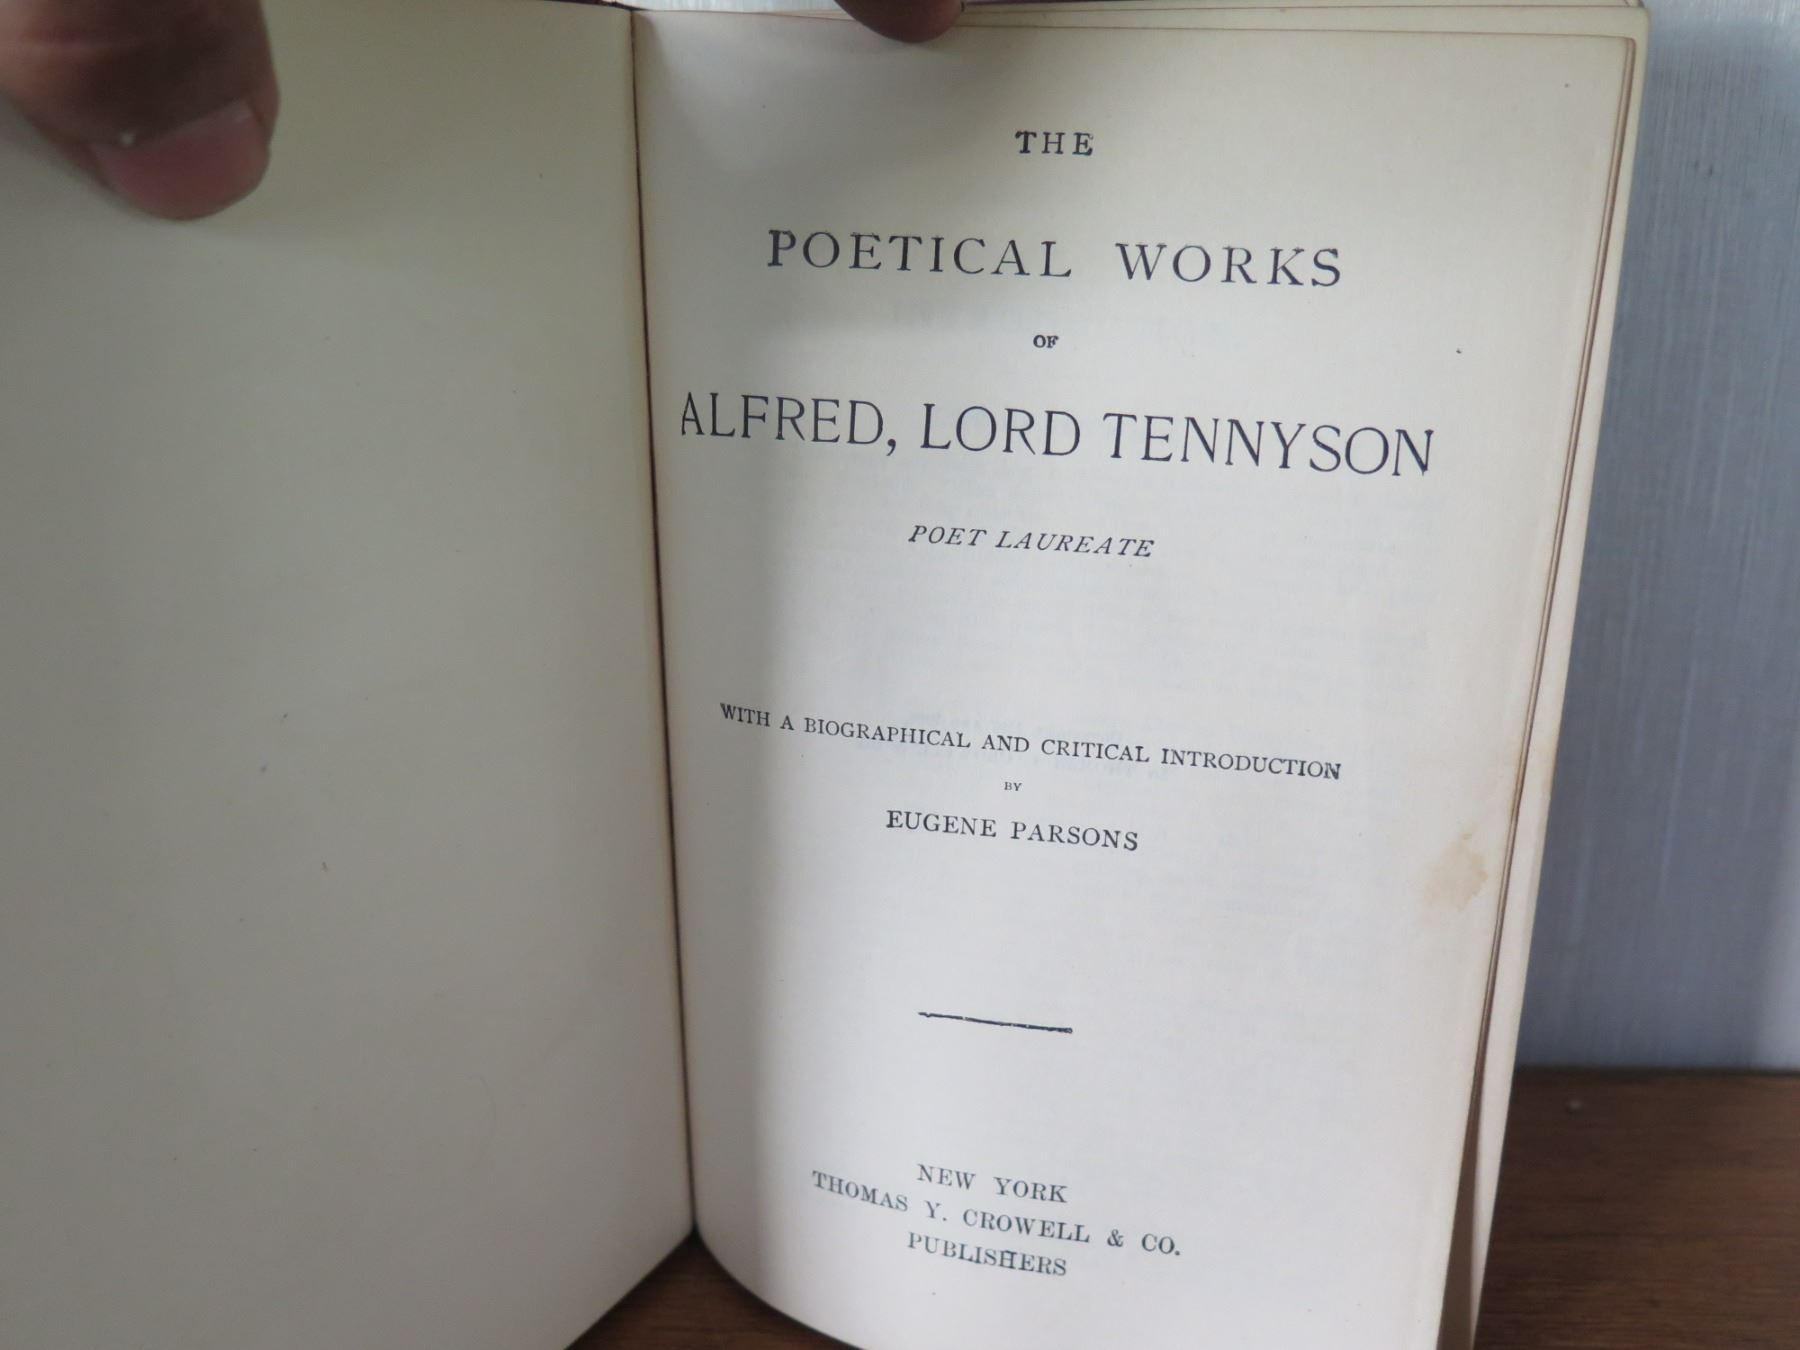 THE
POETICAL WORKS
OF
ALFRED, LORD TENNYSON
POET LAUREATE
WITH A BIOGRAPHICAL AND CRITICAL INTRODUCTION
BY
EUGENE PARSONS
NEW YORK
THOMAS Y. CROWELL & CO.
PUBLISHERS